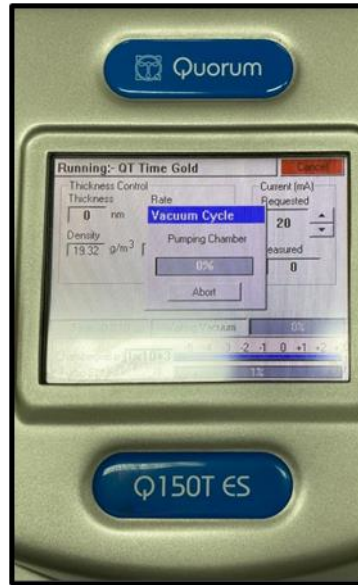 Quorum
Running:- QT Time Gold
Cancel
Thickness Control
Current (mA)
Thickness
Rate
Requested
0 nm
Vacuum Cycle
20
Density
Pumping Chamber
19.32 g/m³
0%
easured
0
Abort
Vacuum
0%
-2 -1 0 +1 +2
1%
Q150T ES